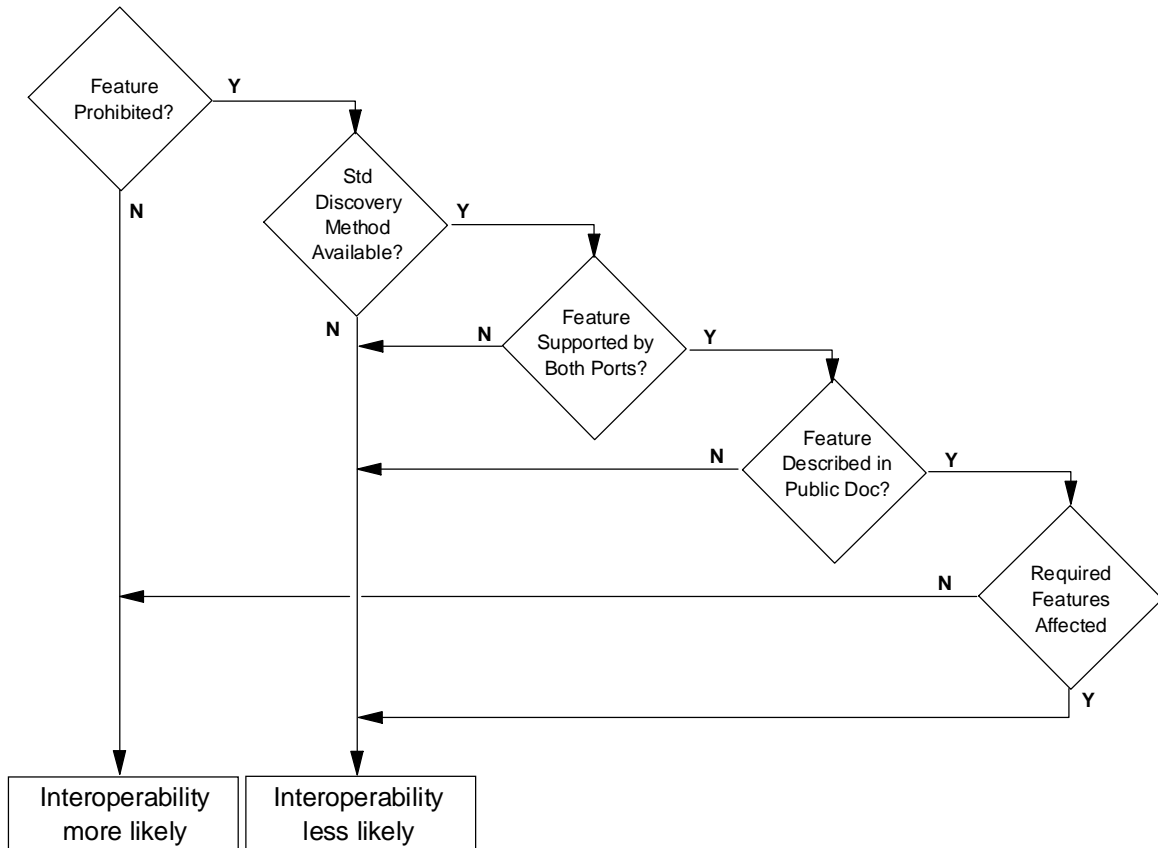 Feature
Prohibited?
Y
N
Std
Discovery
Method
Available?
Y
N
Feature
Supported by
Both Ports?
N
Y
Feature
Described in
Public Doc?
N
Y
Required
Features
Affected
N
Y
Interoperability
more likely
Interoperability
less likely